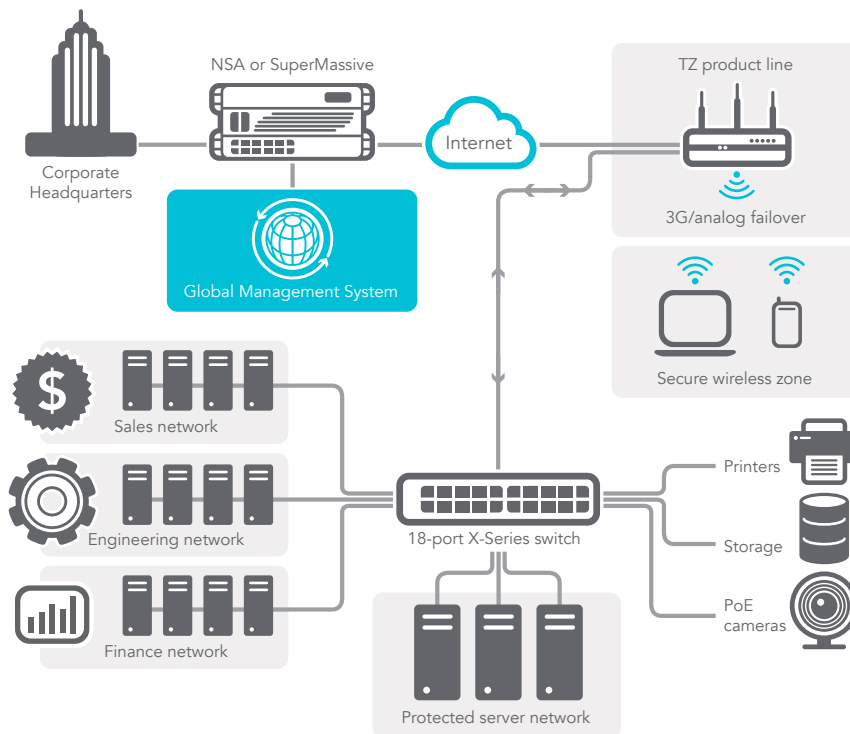 NSA or SuperMassive
TZ product line
Internet
Corporate
Headquarters
3G/analog failover
Global Management System
Secure wireless zone
$
Sales network
Printers
Engineering network
18-port X-Series switch
Storage
PoE
cameras
Finance network
Protected server network